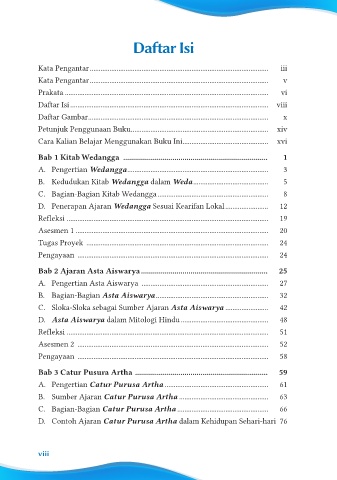 Daftar Isi
Kata Pengantar ........ iii
Kata Pengantar ........ v
Prakata ........ vi
Daftar Isi ........ viii
Daftar Gambar ........ x
Petunjuk Penggunaan Buku ........ xiv
Cara Kalian Belajar Menggunakan Buku Ini ........ xvi
Bab 1 Kitab Wedangga ........ 1
A. Pengertian Wedangga ........ 3
B. Kedudukan Kitab Wedangga dalam Weda ........ 5
C. Bagian-Bagian Kitab Wedangga ........ 8
D. Penerapan Ajaran Wedangga Sesuai Kearifan Lokal ........ 12
Refleksi ........ 19
Asesmen 1 ........ 20
Tugas Proyek ........ 24
Pengayaan ........ 24
Bab 2 Ajaran Asta Aiswarya ........ 25
A. Pengertian Asta Aiswarya ........ 27
B. Bagian-Bagian Asta Aiswarya ........ 32
C. Sloka-Sloka sebagai Sumber Ajaran Asta Aiswarya ........ 42
D. Asta Aiswarya dalam Mitologi Hindu ........ 48
Refleksi ........ 51
Asesmen 2 ........ 52
Pengayaan ........ 58
Bab 3 Catur Pusura Artha ........ 59
A. Pengertian Catur Purusa Artha ........ 61
B. Sumber Ajaran Catur Purusa Artha ........ 63
C. Bagian-Bagian Catur Purusa Artha ........ 66
D. Contoh Ajaran Catur Purusa Artha dalam Kehidupan Sehari-hari 76
viii